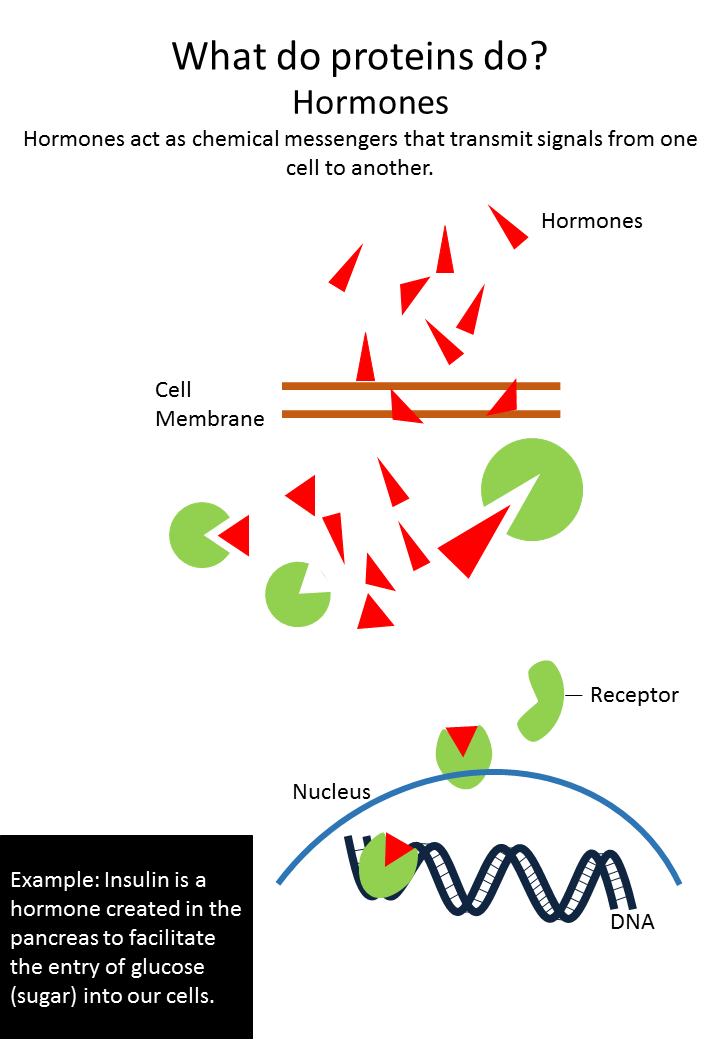 What do proteins do?
Hormones
Hormones act as chemical messengers that transmit signals from one
cell to another.
Hormones
Cell
Membrane
Receptor
Nucleus
DNA
Example: Insulin is a
hormone created in the
pancreas to facilitate
the entry of glucose
(sugar) into our cells.